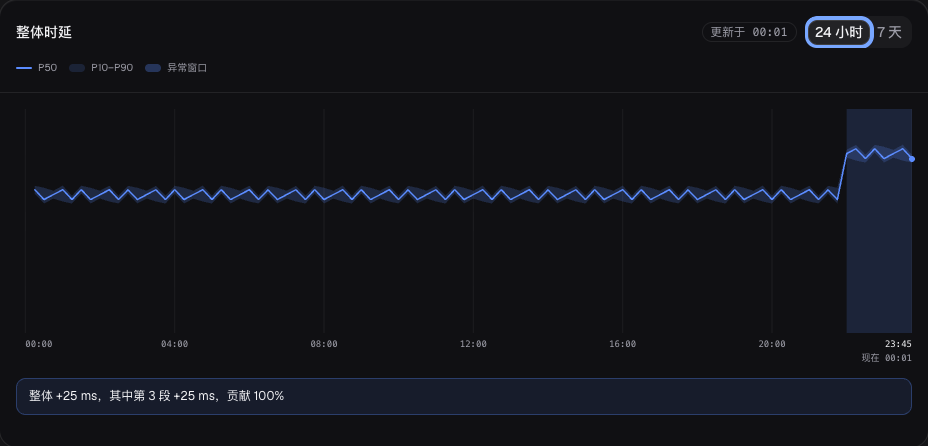 整体时延
更新于 00:01
24 小时
7 天
P50
P10–P90
异常窗口
00:00
04:00
08:00
12:00
16:00
20:00
23:45
现在 00:01
整体 +25 ms，其中第 3 段 +25 ms，贡献 100%